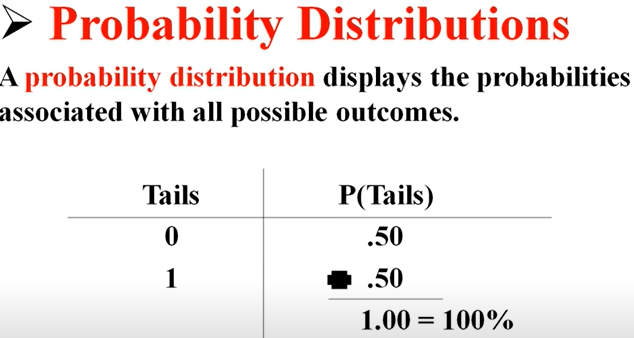 ➢ Probability Distributions
A probability distribution displays the probabilities
associated with all possible outcomes.
Tails P(Tails)
0 .50
1 .50
1.00 = 100%